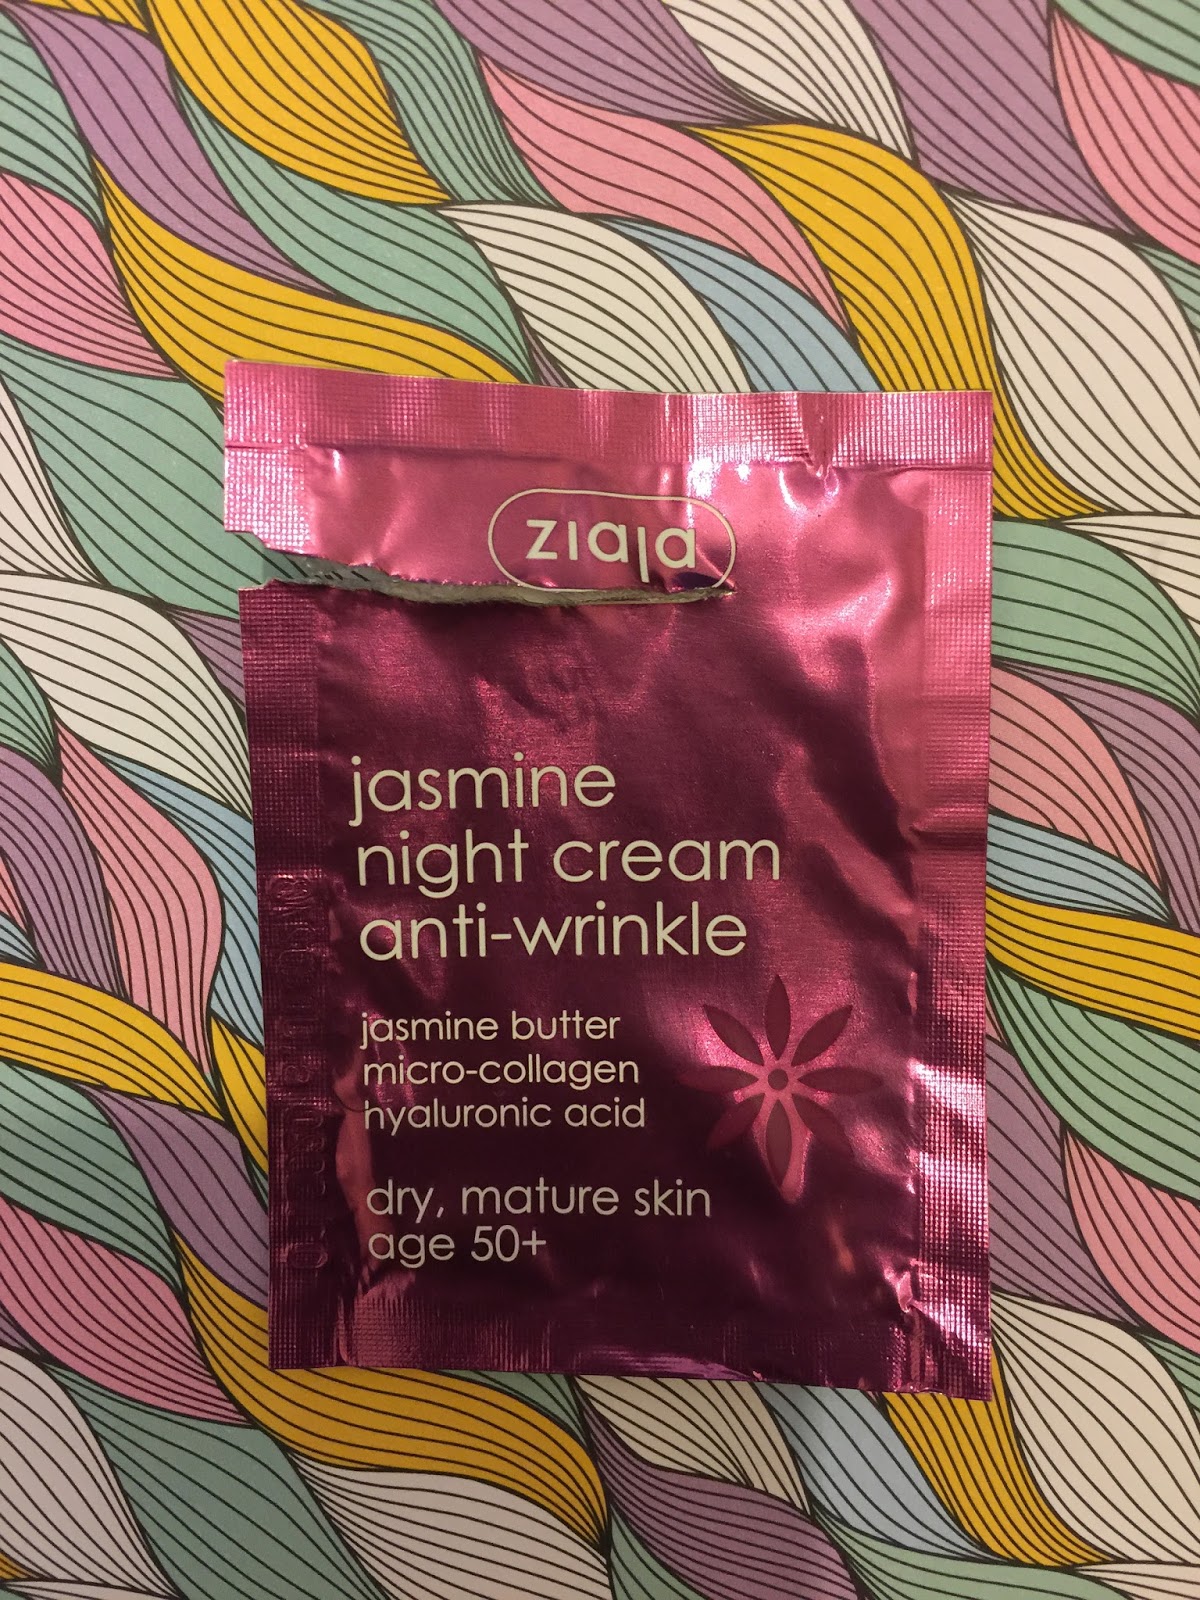 ziaja
jasmine
night cream
anti-wrinkle
jasmine butter
micro-collagen
hyaluronic acid
dry, mature skin
age 50+